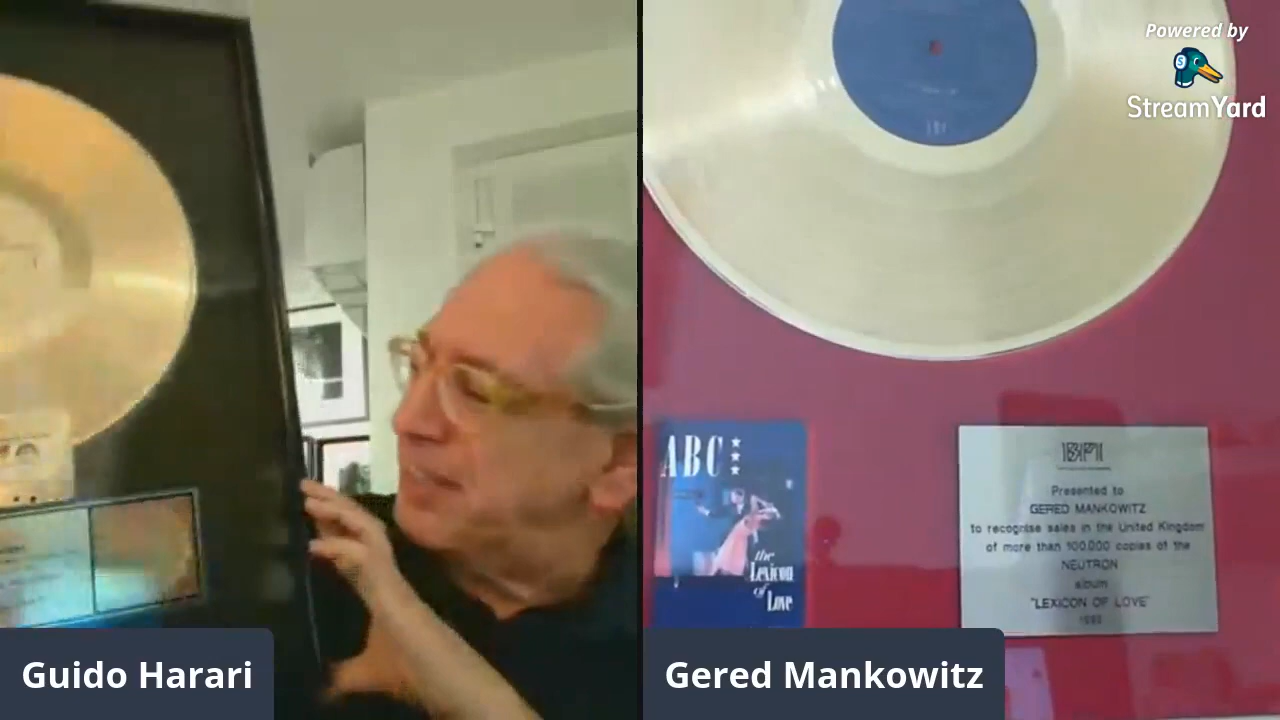 Powered by
StreamYard
ABC
the
Lexicon
of
Love
BPI
Presented to
GERED MANKOWITZ
to recognise sales in the United Kingdom
of more than 100,000 copies of the
NEUTRON
album
"LEXICON OF LOVE"
Guido Harari
Gered Mankowitz